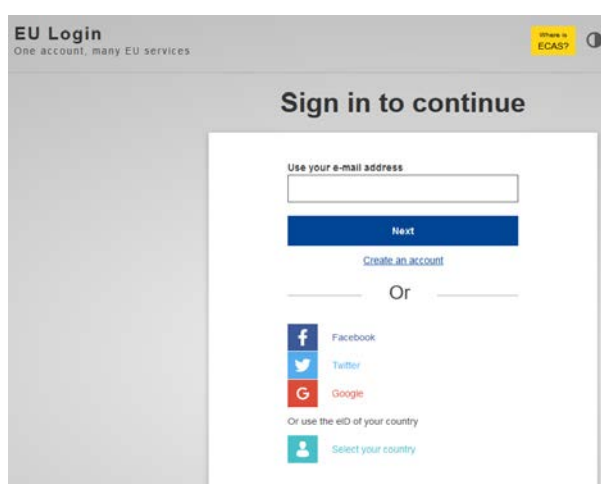 EU Login
One account, many EU services
Where is
ECAS?
Sign in to continue
Use your e-mail address
Next
Create an account
Or
Facebook
Twitter
Google
Or use the eID of your country
Select your country